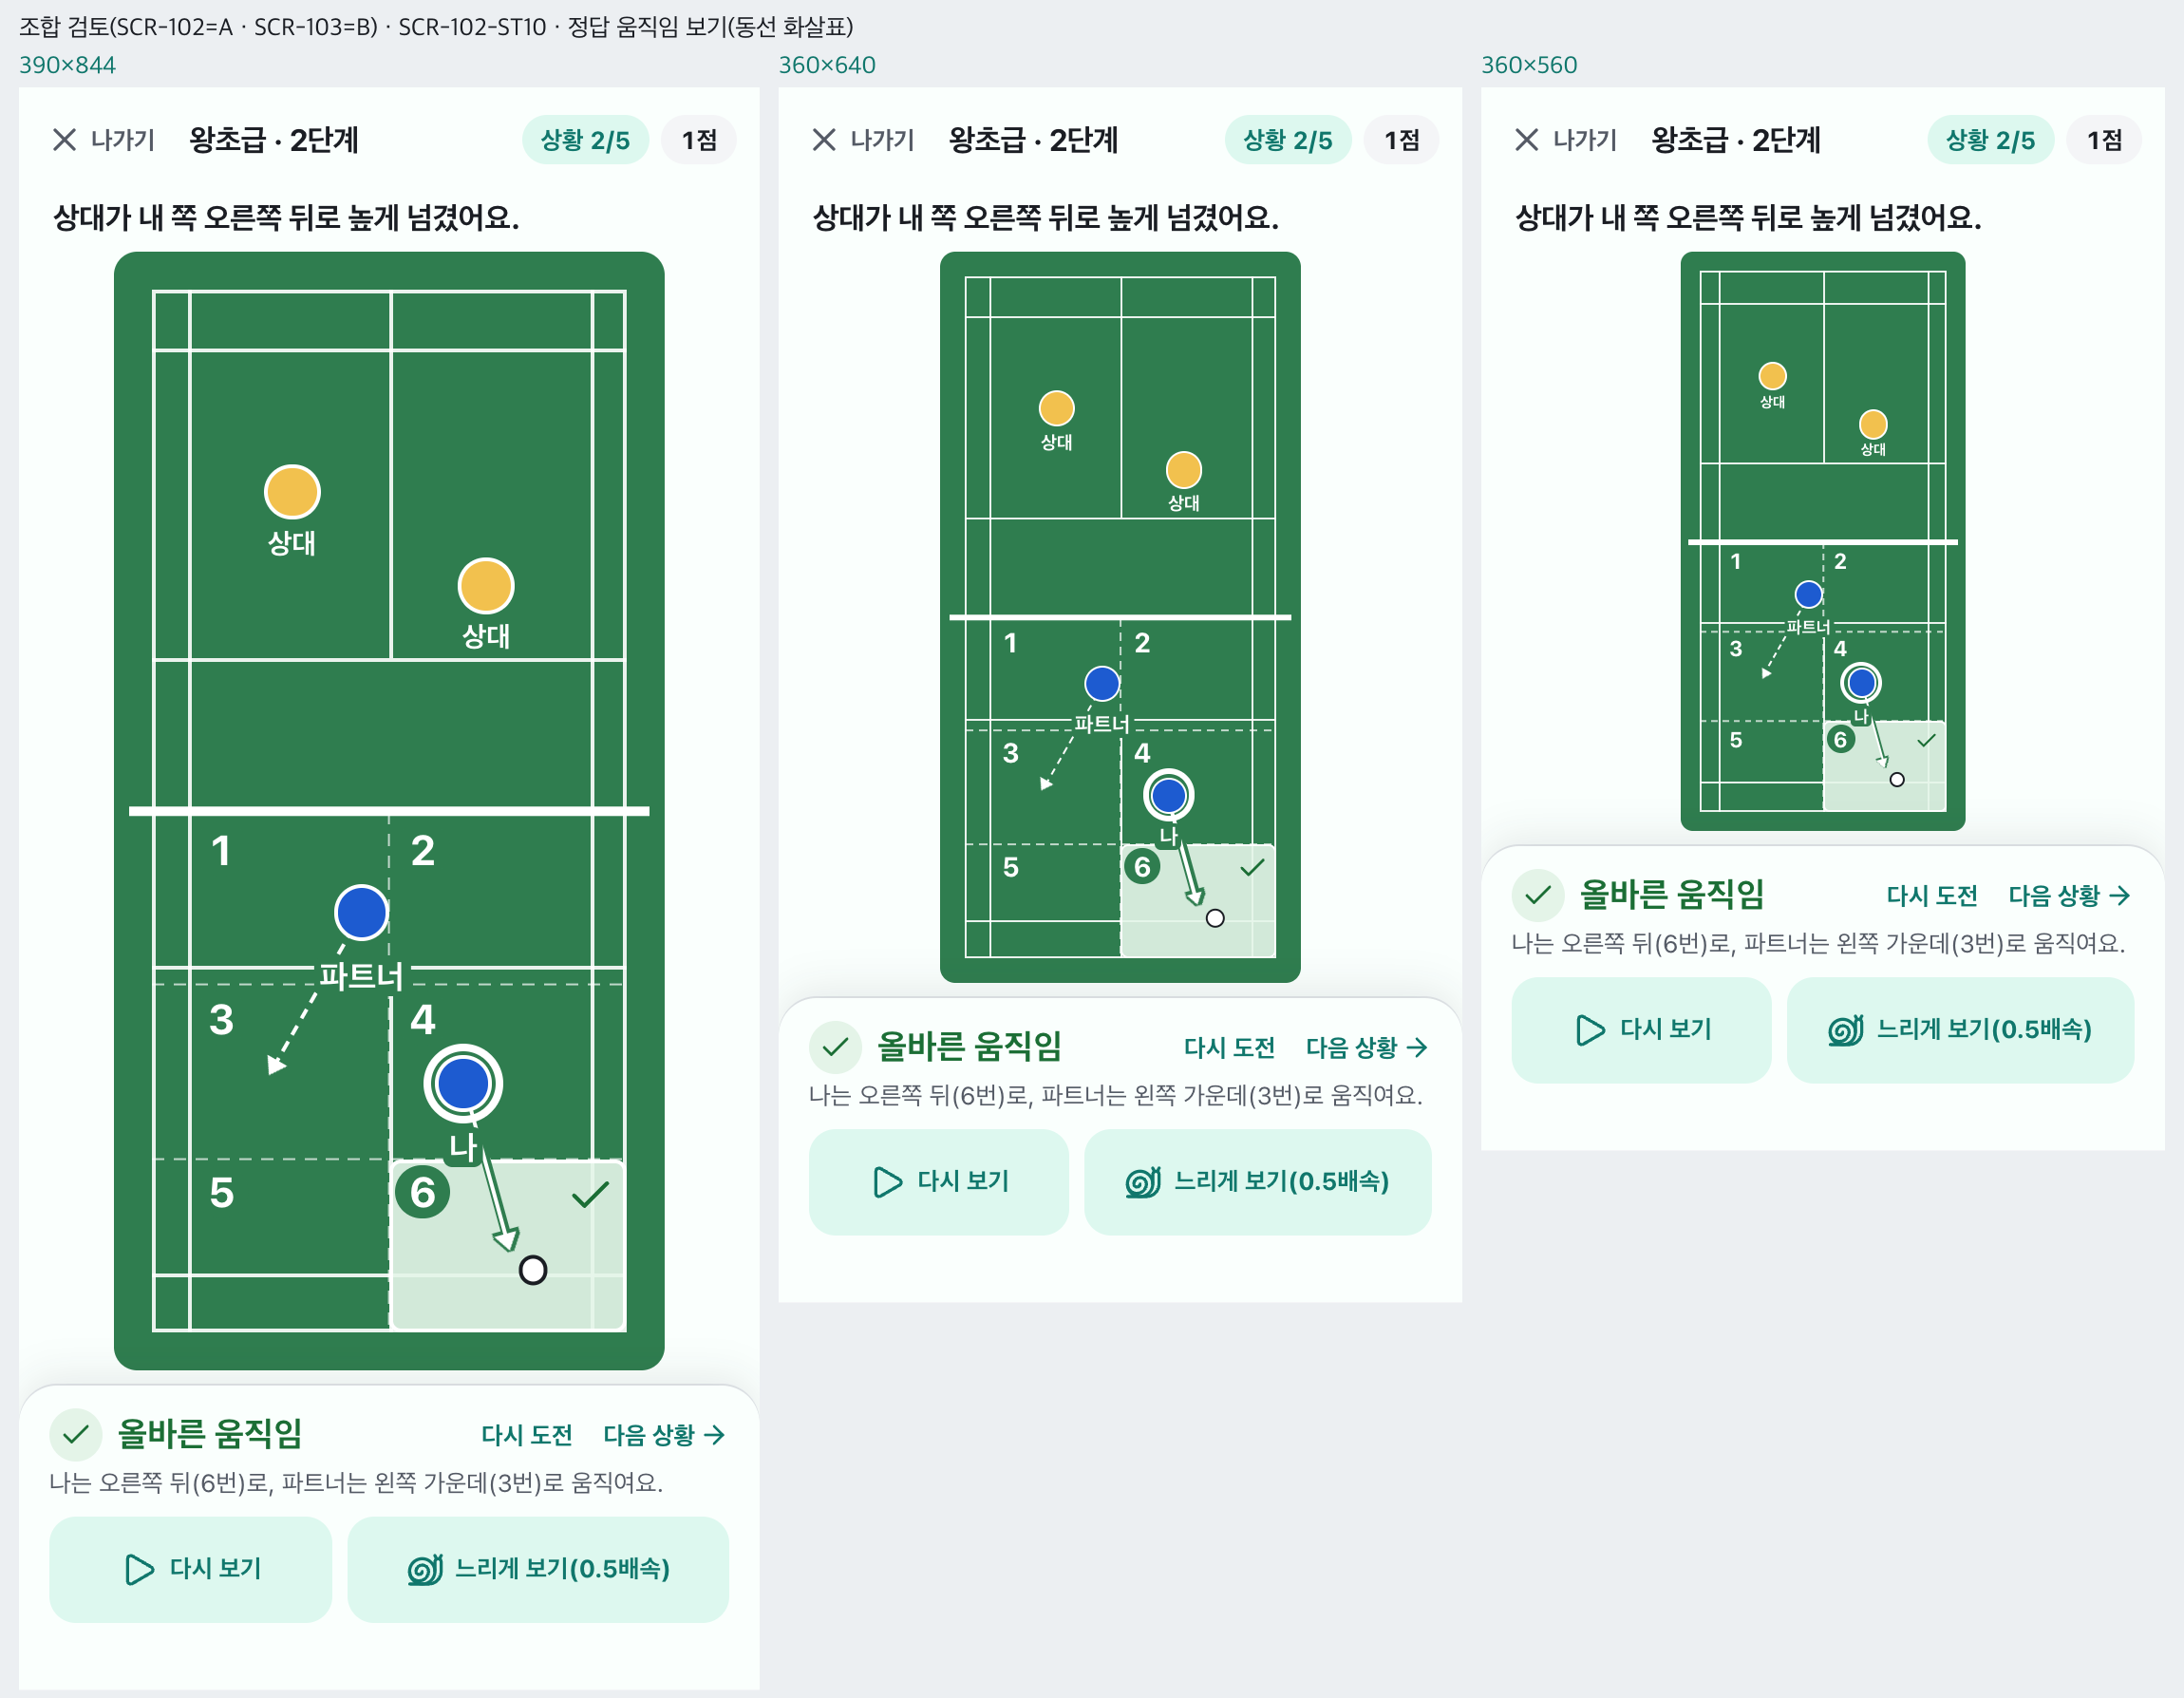 조합 검토(SCR-102=A · SCR-103=B) · SCR-102-ST10 · 정답 움직임 보기(동선 화살표)
390×844
나가기 왕초급 · 2단계 상황 2/5 1점
상대가 내 쪽 오른쪽 뒤로 높게 넘겼어요.
상대
상대
1 2
파트너
3 4
나
5 6
올바른 움직임 다시 도전 다음 상황
나는 오른쪽 뒤(6번)로, 파트너는 왼쪽 가운데(3번)로 움직여요.
다시 보기 느리게 보기(0.5배속)
360×640
나가기 왕초급 · 2단계 상황 2/5 1점
상대가 내 쪽 오른쪽 뒤로 높게 넘겼어요.
상대
상대
1 2
파트너
3 4
나
5 6
올바른 움직임 다시 도전 다음 상황
나는 오른쪽 뒤(6번)로, 파트너는 왼쪽 가운데(3번)로 움직여요.
다시 보기 느리게 보기(0.5배속)
360×560
나가기 왕초급 · 2단계 상황 2/5 1점
상대가 내 쪽 오른쪽 뒤로 높게 넘겼어요.
상대
상대
1 2
파트너
3 4
나
5 6
올바른 움직임 다시 도전 다음 상황
나는 오른쪽 뒤(6번)로, 파트너는 왼쪽 가운데(3번)로 움직여요.
다시 보기 느리게 보기(0.5배속)